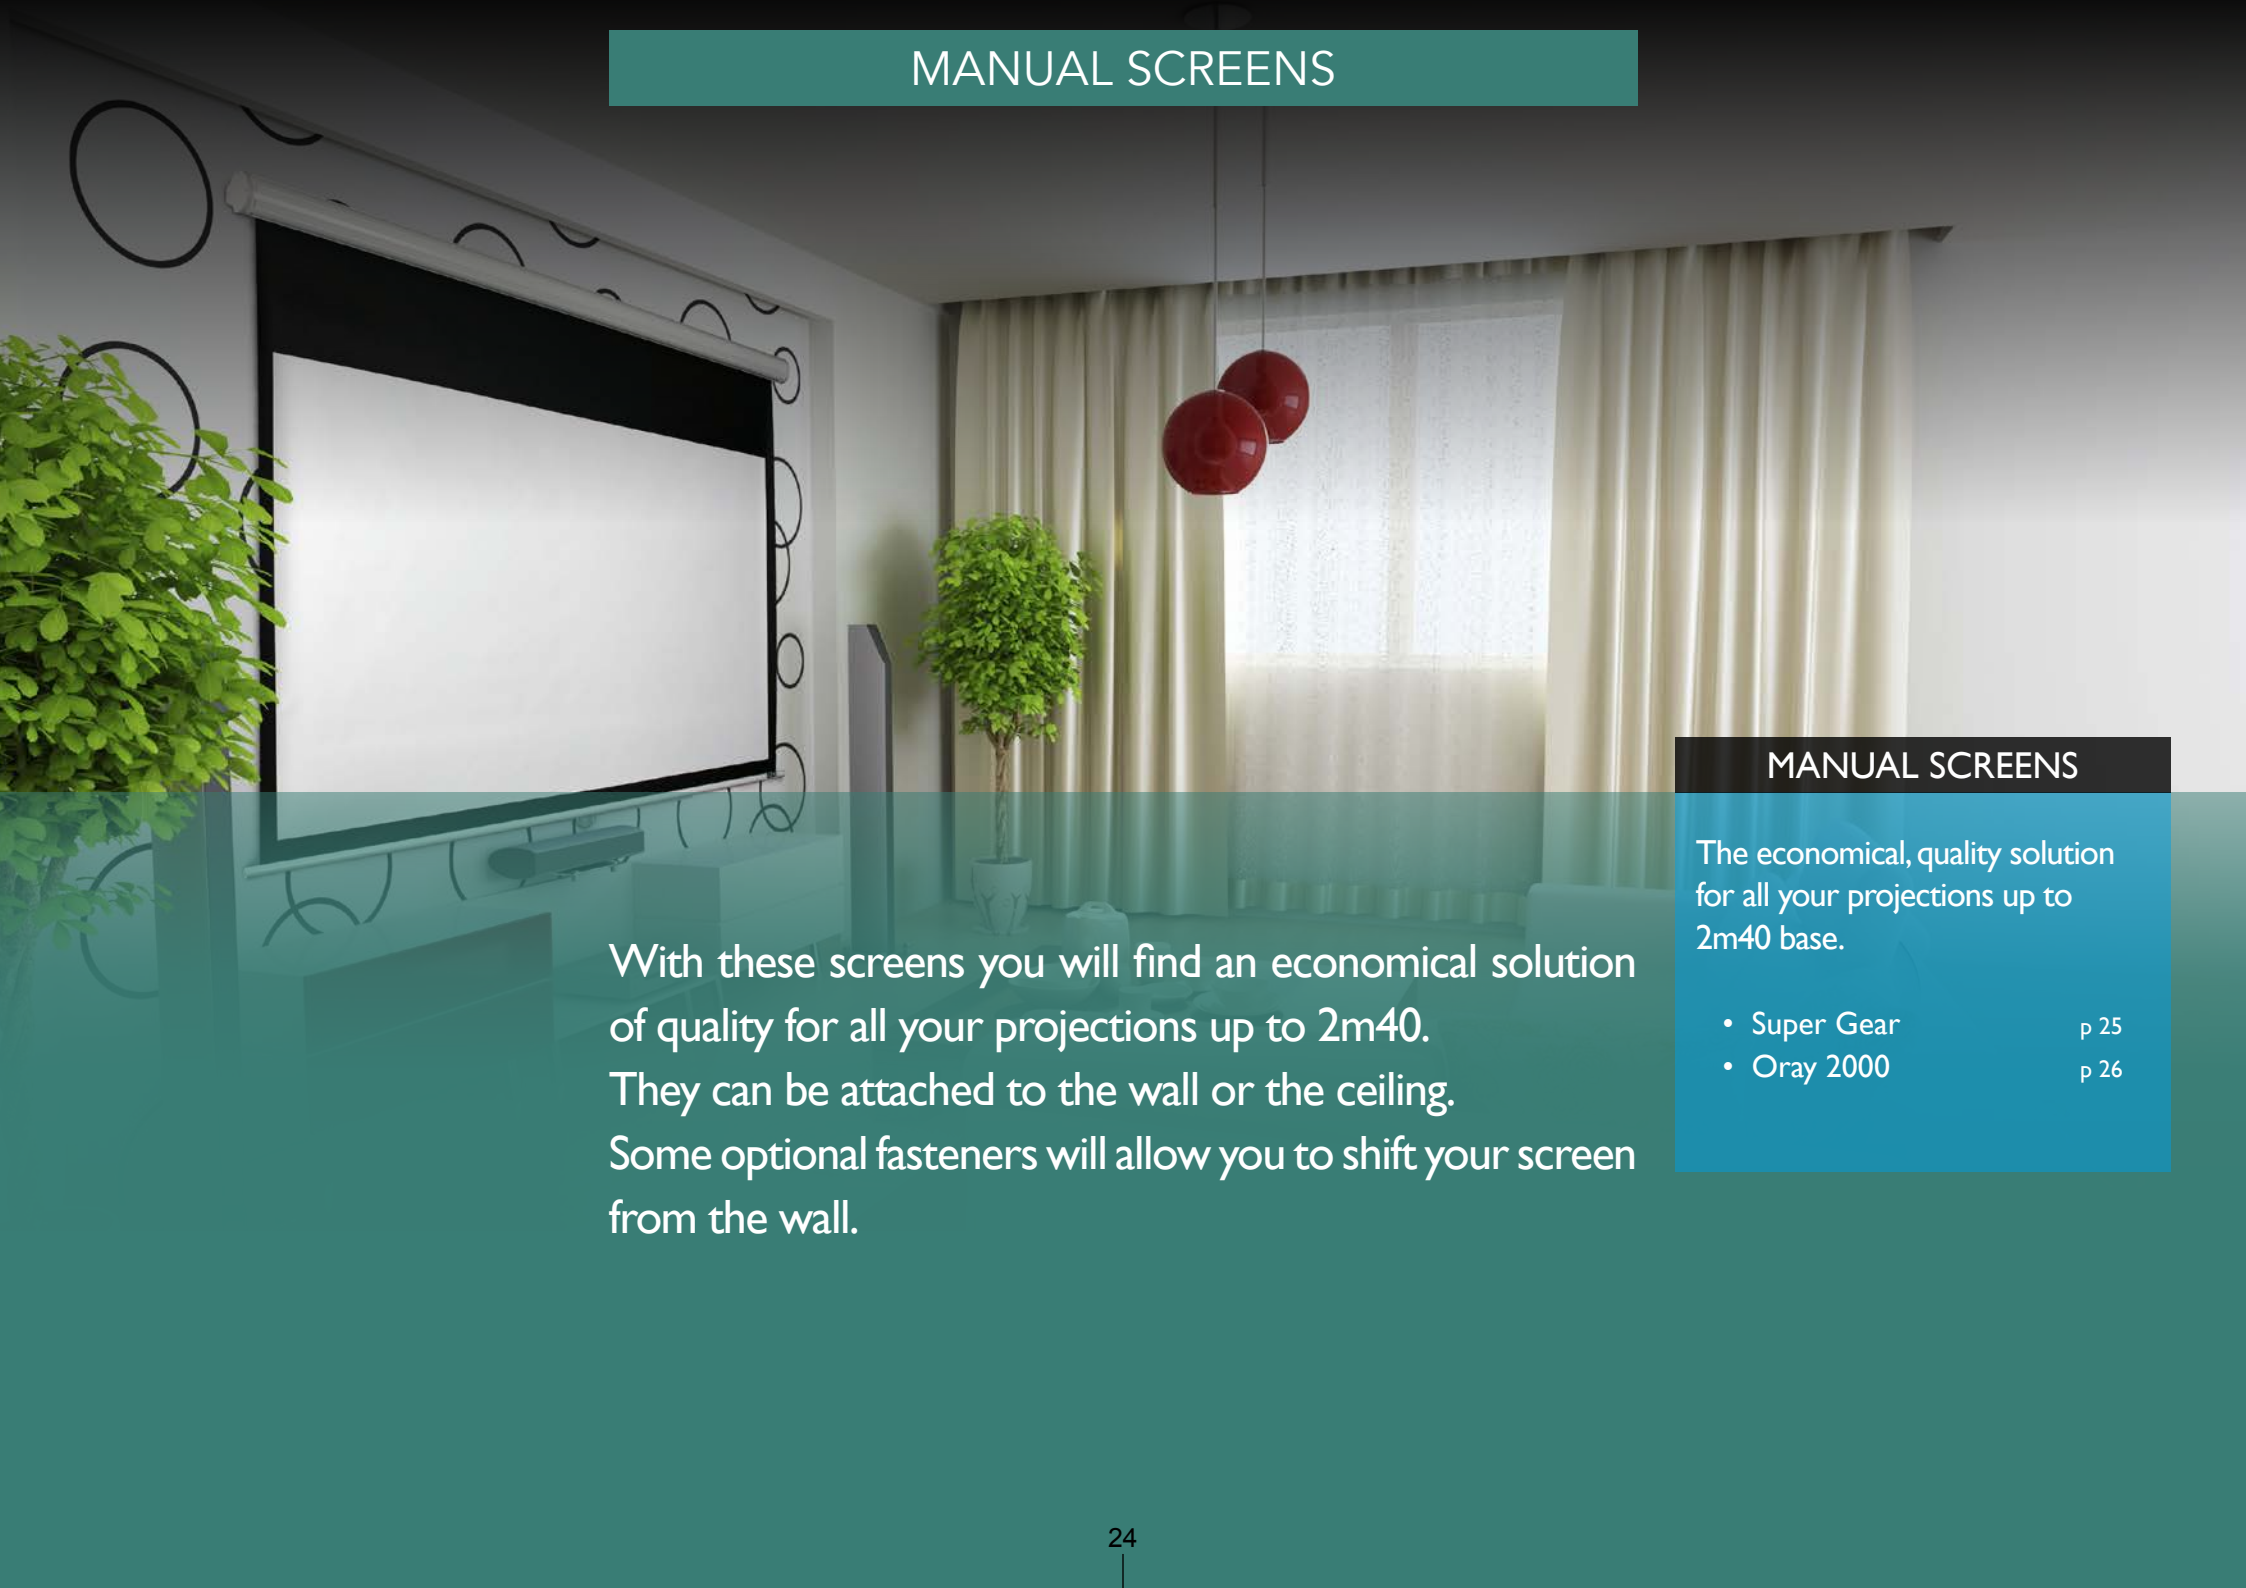 MANUAL SCREENS
With these screens you will find an economical solution
of quality for all your projections up to 2m40.
They can be attached to the wall or the ceiling.
Some optional fasteners will allow you to shift your screen
from the wall.
MANUAL SCREENS
The economical, quality solution
for all your projections up to
2m40 base.
• Super Gear p 25
• Oray 2000 p 26
24